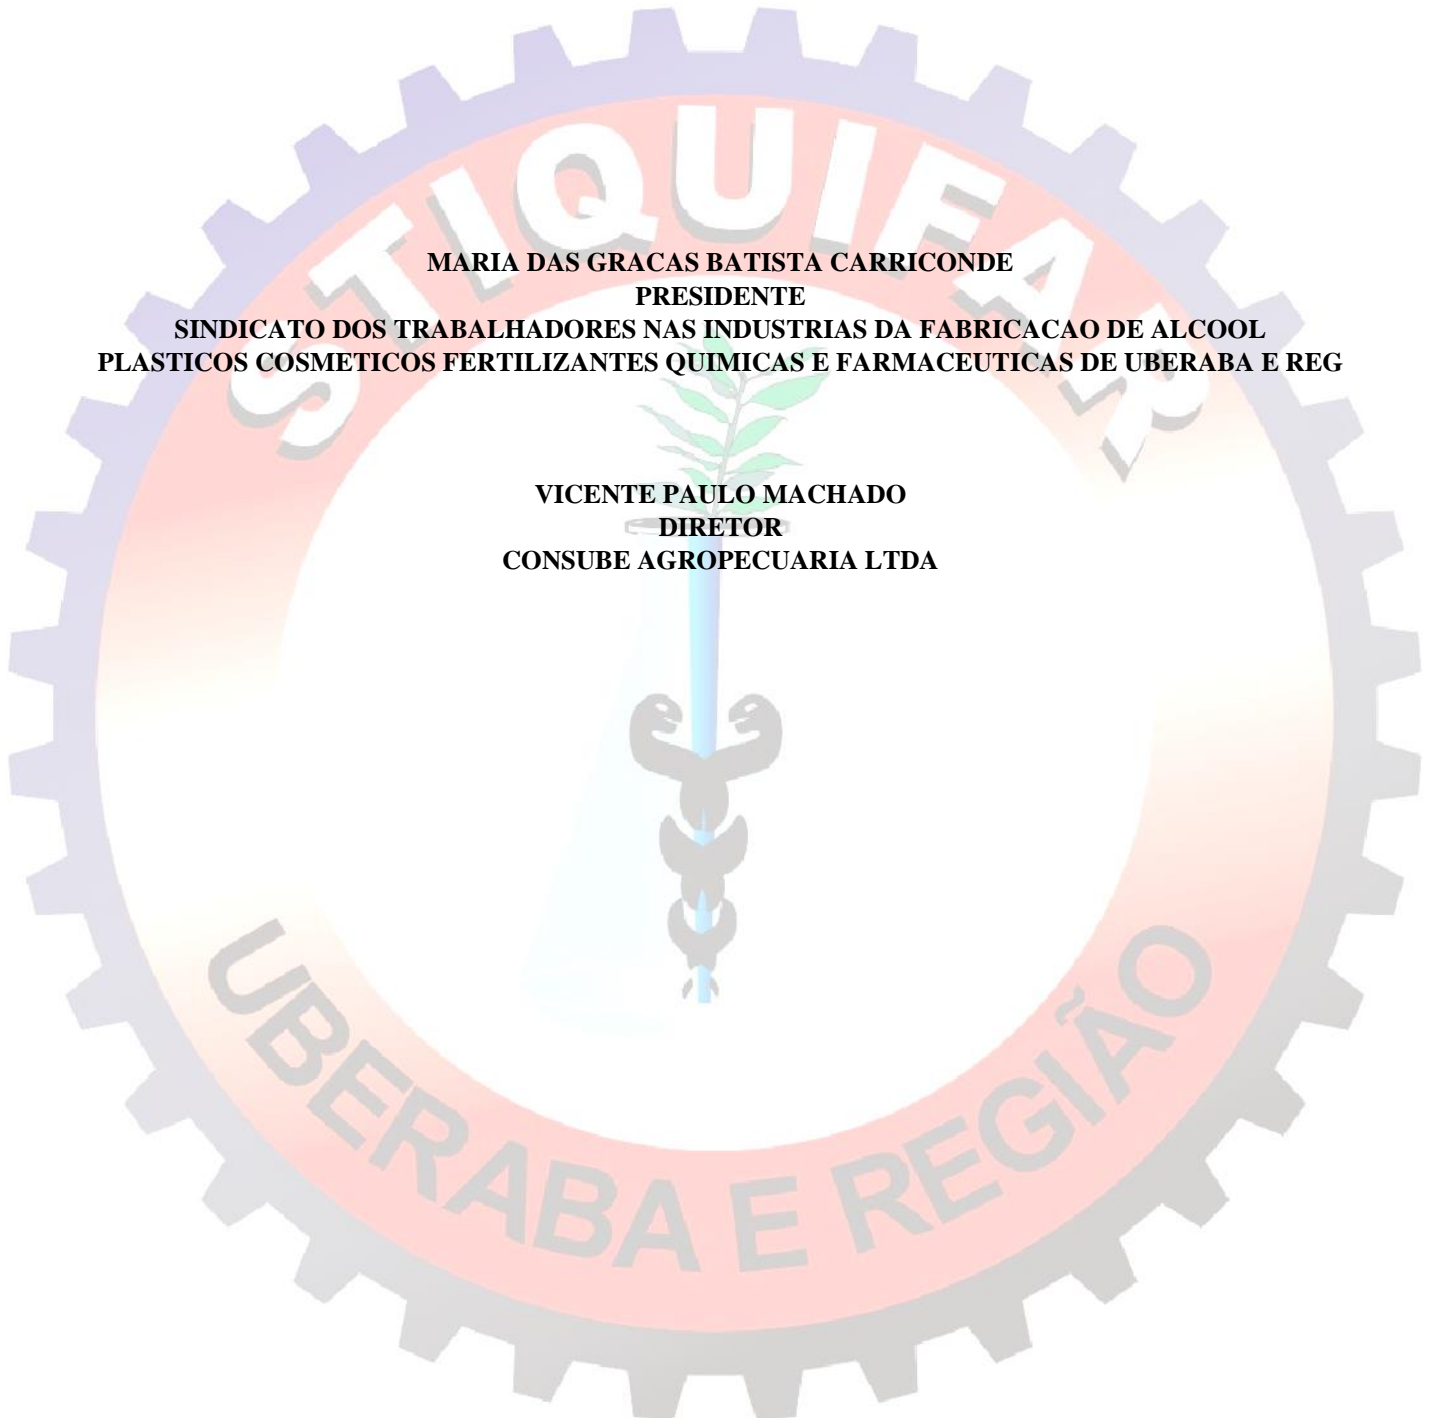 STIQUIFAR
MARIA DAS GRACAS BATISTA CARRICONDE
PRESIDENTE
SINDICATO DOS TRABALHADORES NAS INDUSTRIAS DA FABRICACAO DE ALCOOL
PLASTICOS COSMETICOS FERTILIZANTES QUIMICAS E FARMACEUTICAS DE UBERABA E REG
VICENTE PAULO MACHADO
DIRETOR
CONSUBE AGROPECUARIA LTDA
UBERABA E REGIÃO